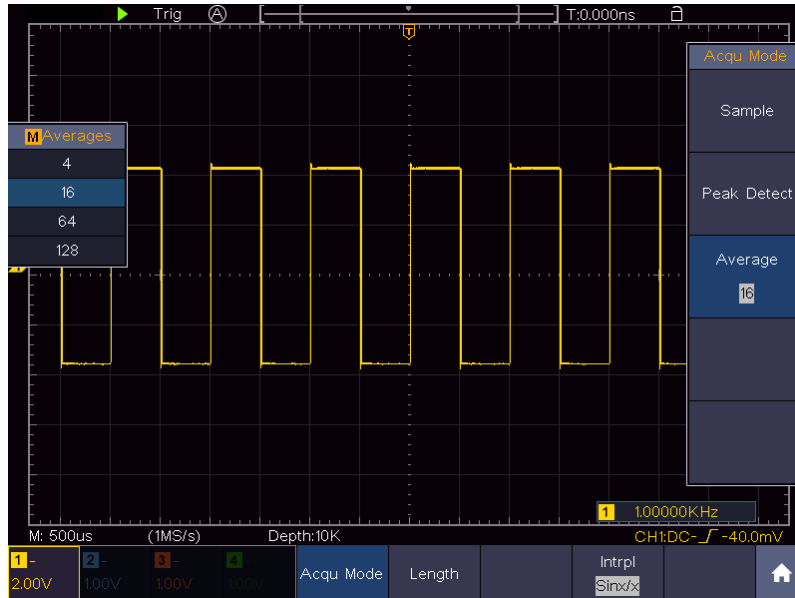 Trig A T:0.000ns
T
Acqu Mode
Sample
Peak Detect
Average
16
M Averages
4
16
64
128
1 1.00000KHz
M: 500us (1MS/s) Depth:10K CH1:DC- -40.0mV
1 - 2 - 3 - 4 -
2.00V 1.00V 1.00V 1.00V
Acqu Mode Length Intrpl
Sinx/x